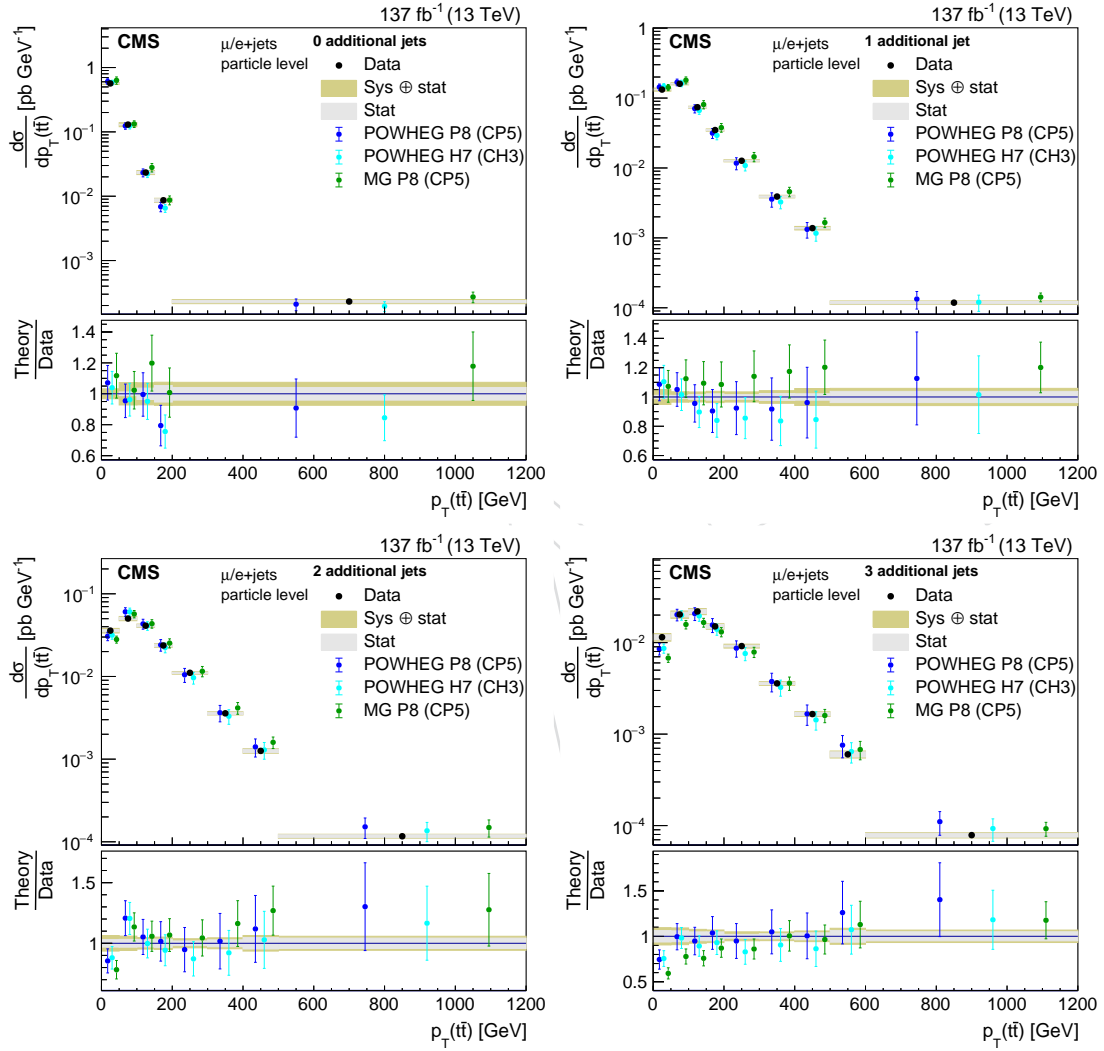 137 fb⁻¹ (13 TeV)
CMS
μ/e+jets
particle level
0 additional jets
Data
Sys ⊕ stat
Stat
POWHEG P8 (CP5)
POWHEG H7 (CH3)
MG P8 (CP5)
dσ/dp_T(tt̄) [pb GeV⁻¹]
1
10⁻¹
10⁻²
10⁻³
Theory/Data
1.4
1.2
1
0.8
0.6
0 200 400 600 800 1000 1200
p_T(tt̄) [GeV]
137 fb⁻¹ (13 TeV)
CMS
μ/e+jets
particle level
1 additional jet
Data
Sys ⊕ stat
Stat
POWHEG P8 (CP5)
POWHEG H7 (CH3)
MG P8 (CP5)
dσ/dp_T(tt̄) [pb GeV⁻¹]
1
10⁻¹
10⁻²
10⁻³
10⁻⁴
Theory/Data
1.4
1.2
1
0.8
0.6
0 200 400 600 800 1000 1200
p_T(tt̄) [GeV]
137 fb⁻¹ (13 TeV)
CMS
μ/e+jets
particle level
2 additional jets
Data
Sys ⊕ stat
Stat
POWHEG P8 (CP5)
POWHEG H7 (CH3)
MG P8 (CP5)
dσ/dp_T(tt̄) [pb GeV⁻¹]
10⁻¹
10⁻²
10⁻³
10⁻⁴
Theory/Data
1.5
1
0 200 400 600 800 1000 1200
p_T(tt̄) [GeV]
137 fb⁻¹ (13 TeV)
CMS
μ/e+jets
particle level
3 additional jets
Data
Sys ⊕ stat
Stat
POWHEG P8 (CP5)
POWHEG H7 (CH3)
MG P8 (CP5)
dσ/dp_T(tt̄) [pb GeV⁻¹]
10⁻²
10⁻³
10⁻⁴
Theory/Data
1.5
1
0.5
0 200 400 600 800 1000 1200
p_T(tt̄) [GeV]